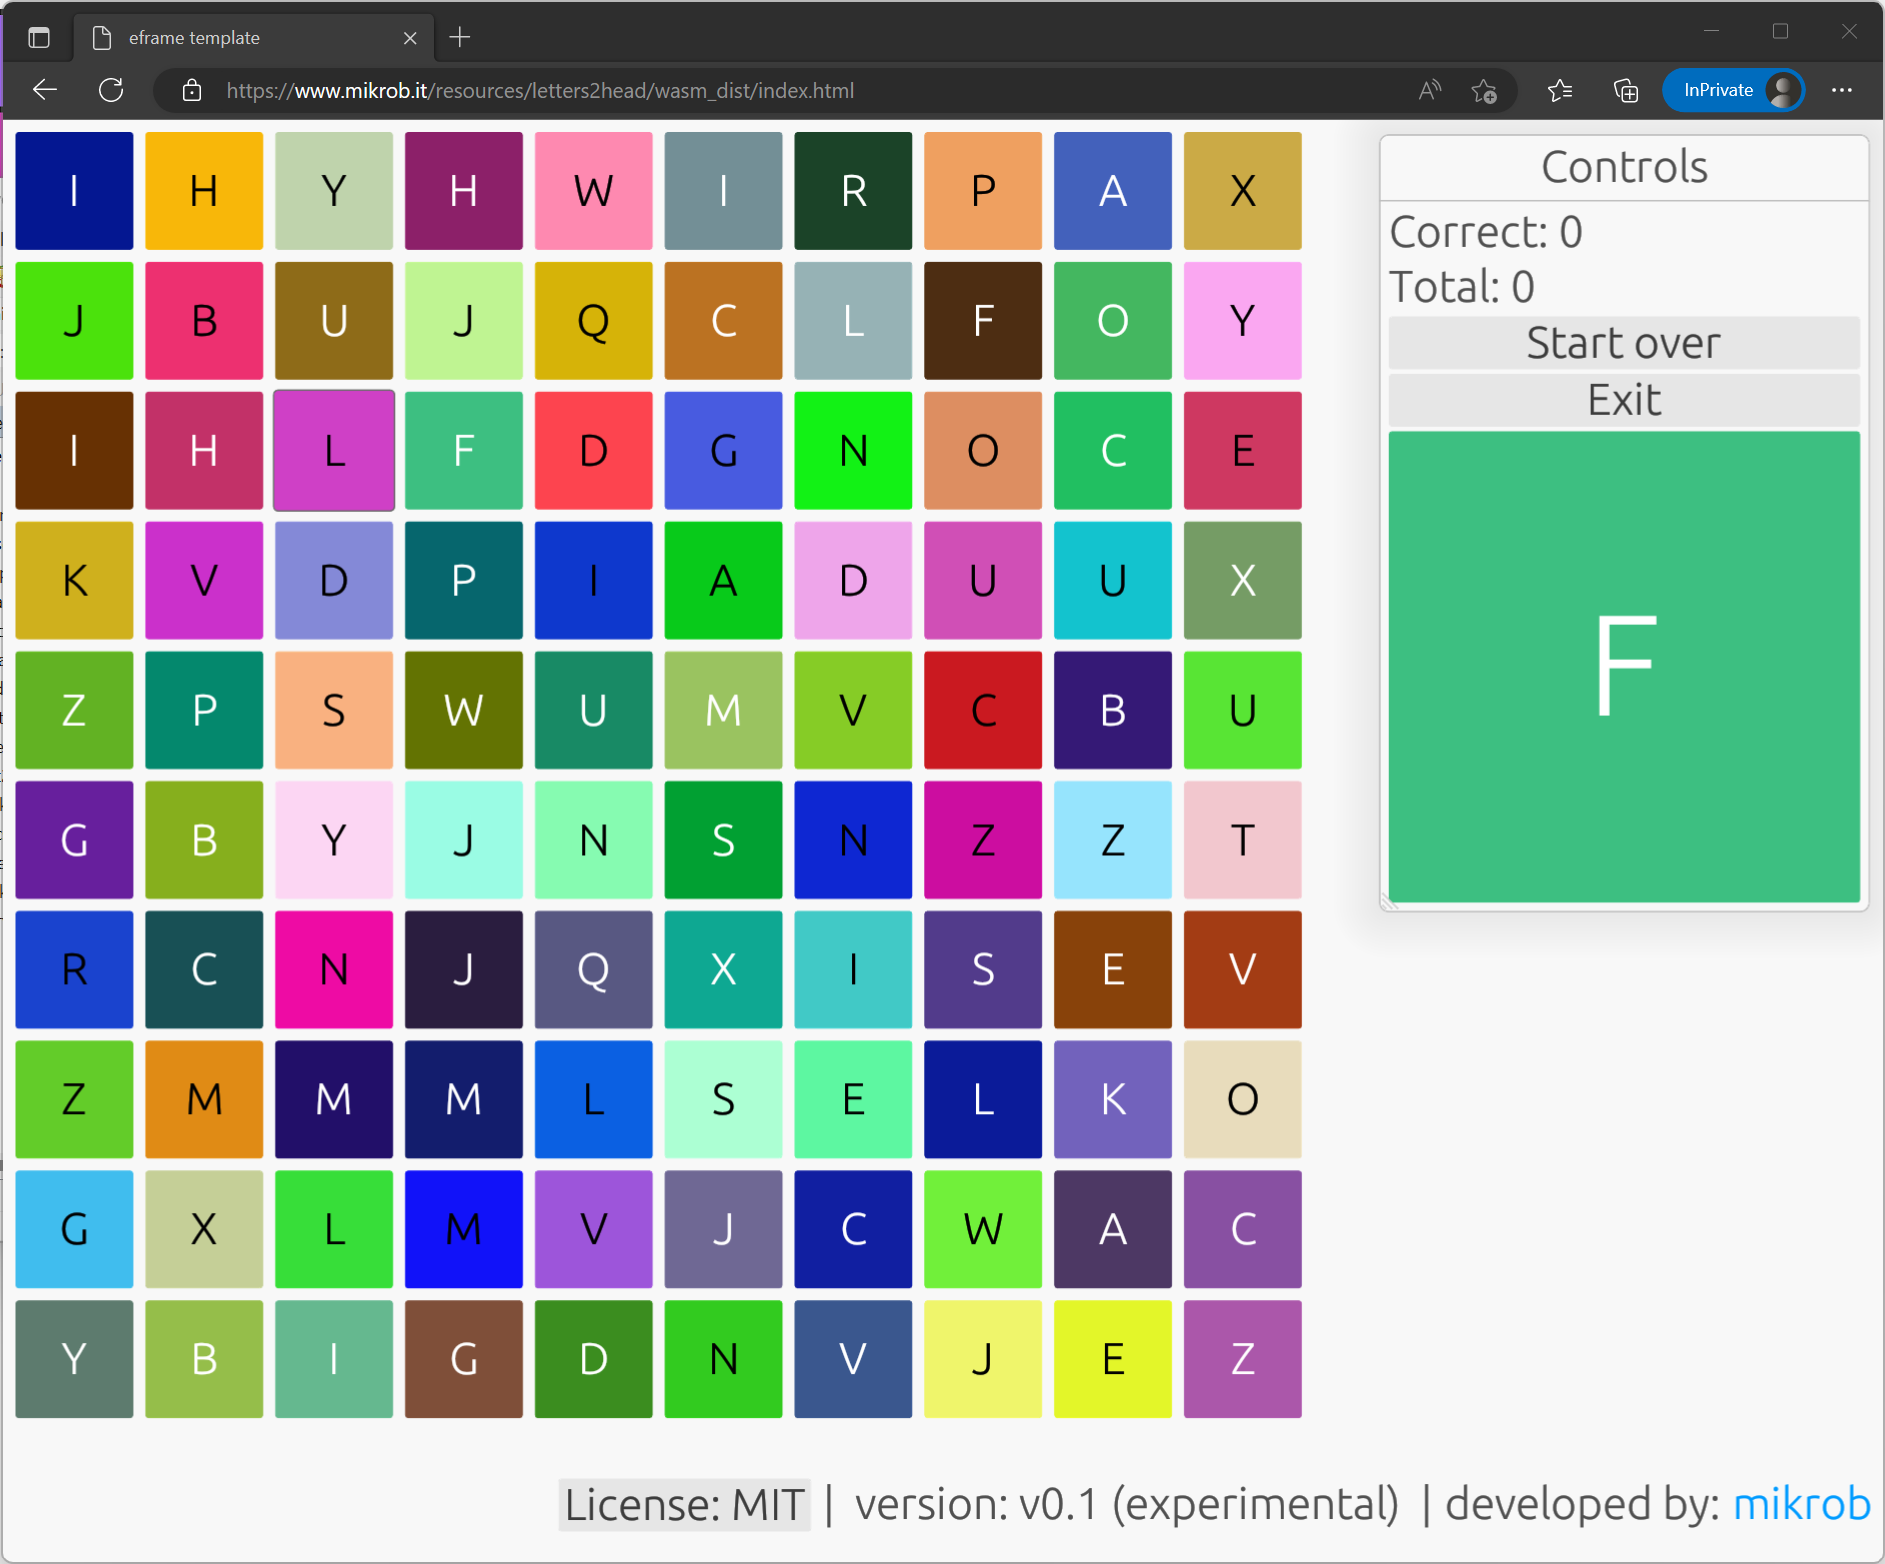 eframe template
https://www.mikrob.it/resources/letters2head/wasm_dist/index.html
InPrivate
I H Y H W I R P A X
J B U J Q C L F O Y
I H L F D G N O C E
K V D P I A D U U X
Z P S W U M V C B U
G B Y J N S N Z Z T
R C N J Q X I S E V
Z M M M L S E L K O
G X L M V J C W A C
Y B I G D N V J E Z
Controls
Correct: 0
Total: 0
Start over
Exit
F
License: MIT | version: v0.1 (experimental) | developed by: mikrob